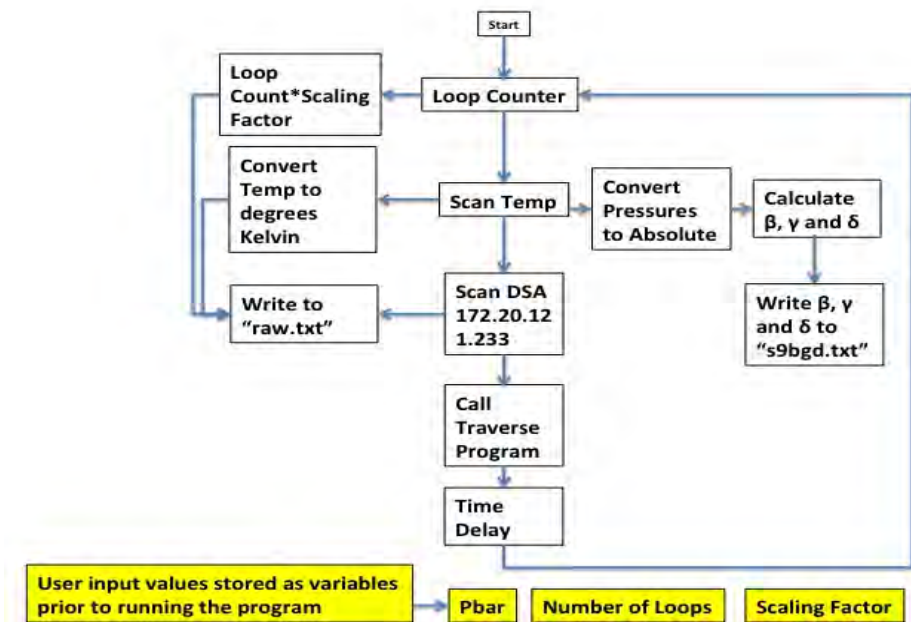 Start
Loop
Count*Scaling
Factor
Loop Counter
Convert
Temp to
degrees
Kelvin
Scan Temp
Convert
Pressures
to Absolute
Calculate
β, γ and δ
Write to
“raw.txt”
Scan DSA
172.20.12
1.233
Write β, γ
and δ to
“s9bgd.txt”
Call
Traverse
Program
Time
Delay
User input values stored as variables
prior to running the program
Pbar
Number of Loops
Scaling Factor